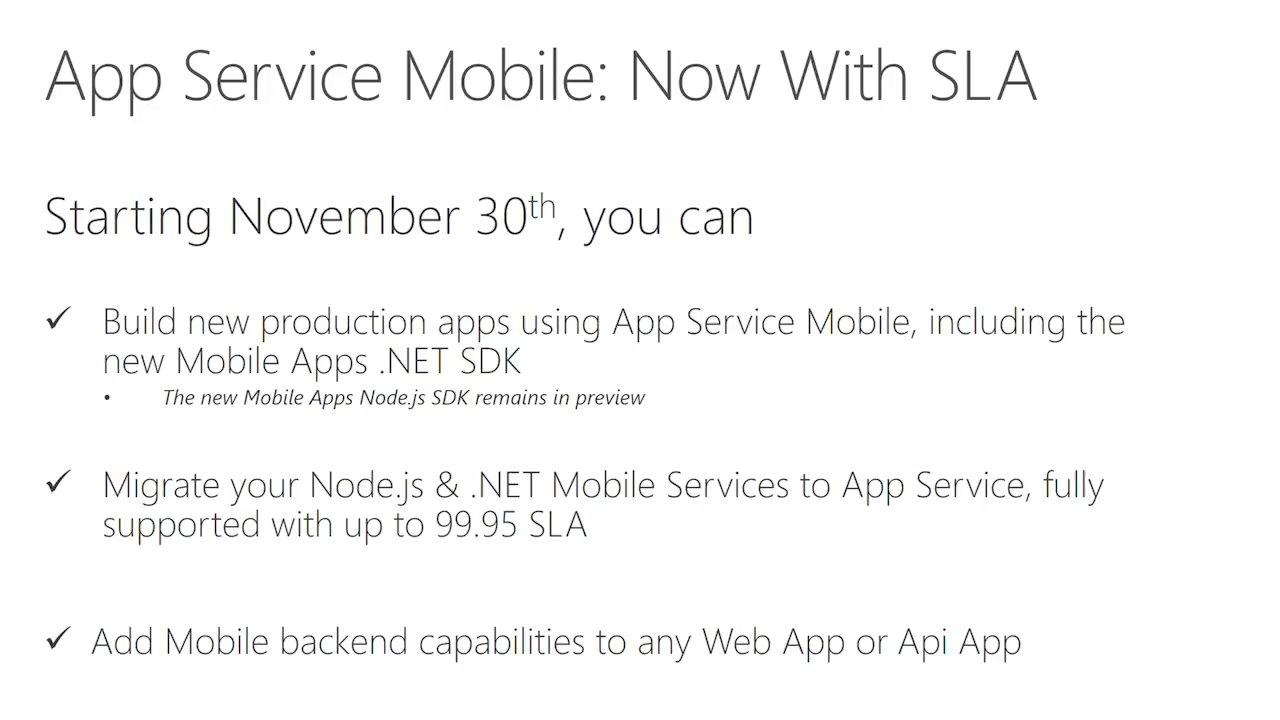 App Service Mobile: Now With SLA
Starting November 30th, you can
✓ Build new production apps using App Service Mobile, including the
new Mobile Apps .NET SDK
• The new Mobile Apps Node.js SDK remains in preview
✓ Migrate your Node.js & .NET Mobile Services to App Service, fully
supported with up to 99.95 SLA
✓ Add Mobile backend capabilities to any Web App or Api App